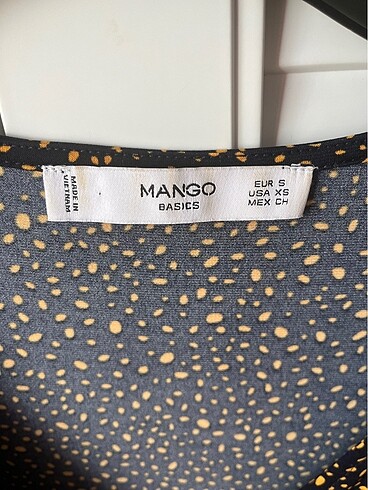 MADE IN
VIETNAM
MANGO
BASICS
EUR S
USA XS
MEX CH